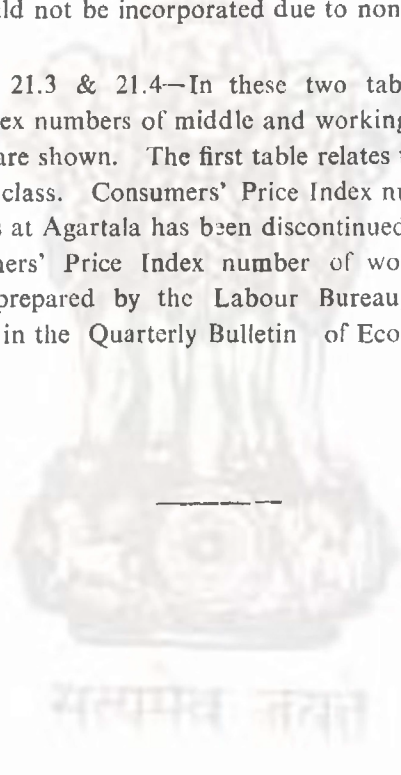 ld not be incorporated due to non
21.3 & 21.4—In these two tab
ex numbers of middle and working
are shown. The first table relates
class. Consumers' Price Index nu
s at Agartala has been discontinued
ners' Price Index number of wo
prepared by the Labour Bureau
in the Quarterly Bulletin of Eco
सत्यमेव जयते